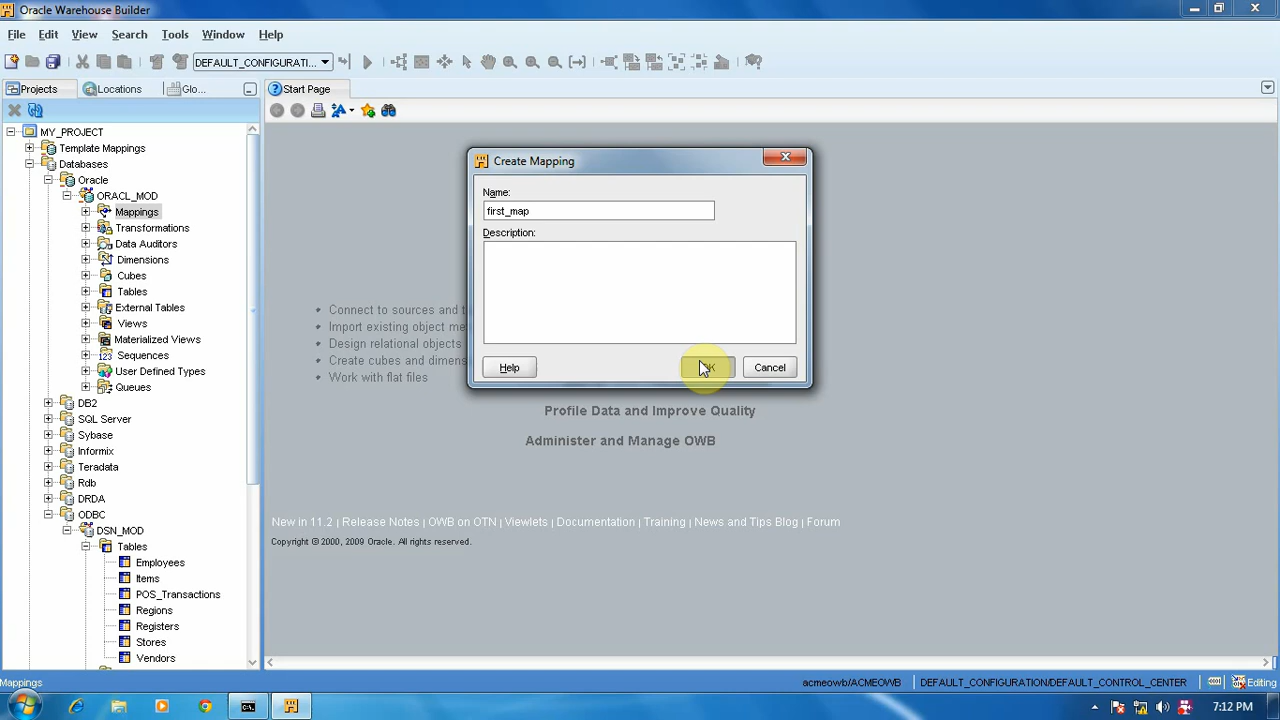 Oracle Warehouse Builder
File Edit View Search Tools Window Help
DEFAULT_CONFIGURATI...
Projects Locations Glo... Start Page
MY_PROJECT
Template Mappings
Databases
Oracle
ORACL_MOD
Mappings
Transformations
Data Auditors
Dimensions
Cubes
Tables
External Tables
Views
Materialized Views
Sequences
User Defined Types
Queues
DB2
SQL Server
Sybase
Informix
Teradata
Rdb
DRDA
ODBC
DSN_MOD
Tables
Employees
Items
POS_Transactions
Regions
Registers
Stores
Vendors
Create Mapping
Name:
first_map
Description:
Help Cancel
Connect to sources and
Import existing object me
Design relational objects
Create cubes and dimens
Work with flat files
Profile Data and Improve Quality
Administer and Manage OWB
New in 11.2 | Release Notes | OWB on OTN | Viewlets | Documentation | Training | News and Tips Blog | Forum
Copyright © 2000, 2009 Oracle. All rights reserved.
Mappings acmeowb/ACMEOWB DEFAULT_CONFIGURATION/DEFAULT_CONTROL_CENTER Editing
7:12 PM